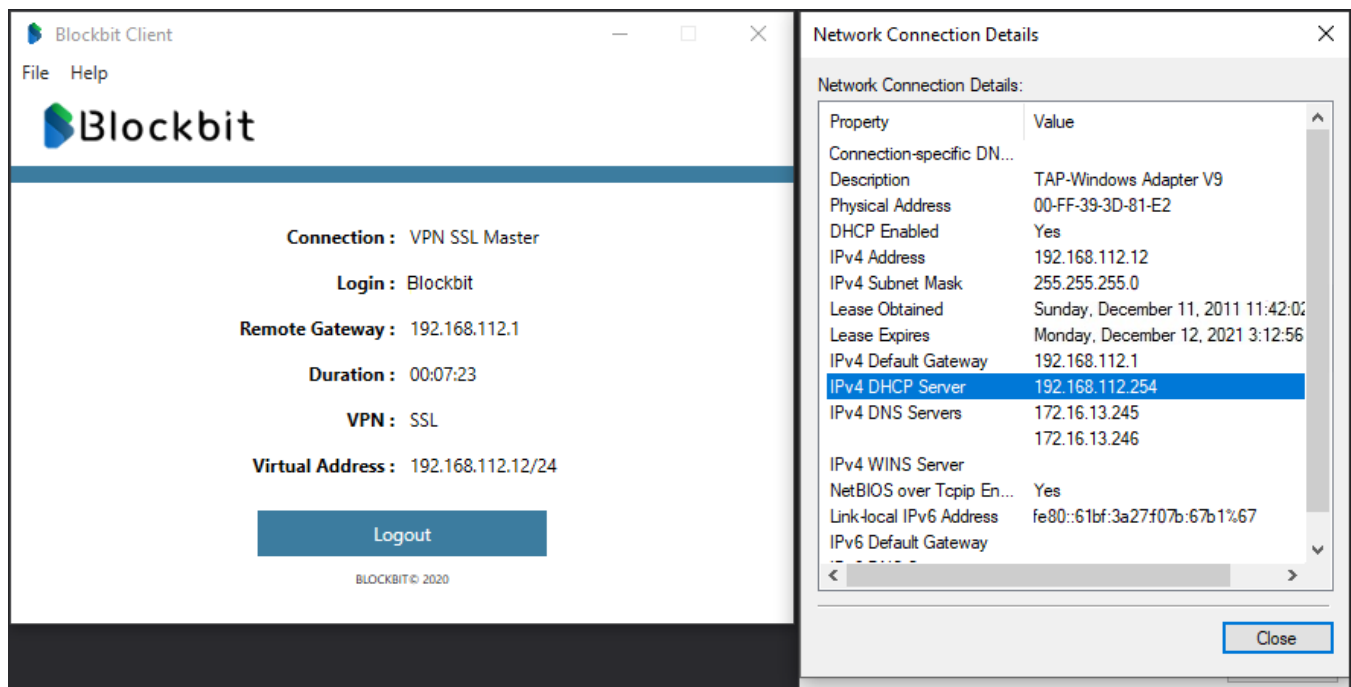 Blockbit Client
File Help
Blockbit
Connection : VPN SSL Master
Login : Blockbit
Remote Gateway : 192.168.112.1
Duration : 00:07:23
VPN : SSL
Virtual Address : 192.168.112.12/24
Logout
BLOCKBIT© 2020
Network Connection Details
Network Connection Details:
Property Value
Connection-specific DN...
Description TAP-Windows Adapter V9
Physical Address 00-FF-39-3D-81-E2
DHCP Enabled Yes
IPv4 Address 192.168.112.12
IPv4 Subnet Mask 255.255.255.0
Lease Obtained Sunday, December 11, 2011 11:42:02
Lease Expires Monday, December 12, 2021 3:12:56
IPv4 Default Gateway 192.168.112.1
IPv4 DHCP Server 192.168.112.254
IPv4 DNS Servers 172.16.13.245
172.16.13.246
IPv4 WINS Server
NetBIOS over Tcpip En... Yes
Link-local IPv6 Address fe80::61bf:3a27:f07b:67b1%67
IPv6 Default Gateway
Close